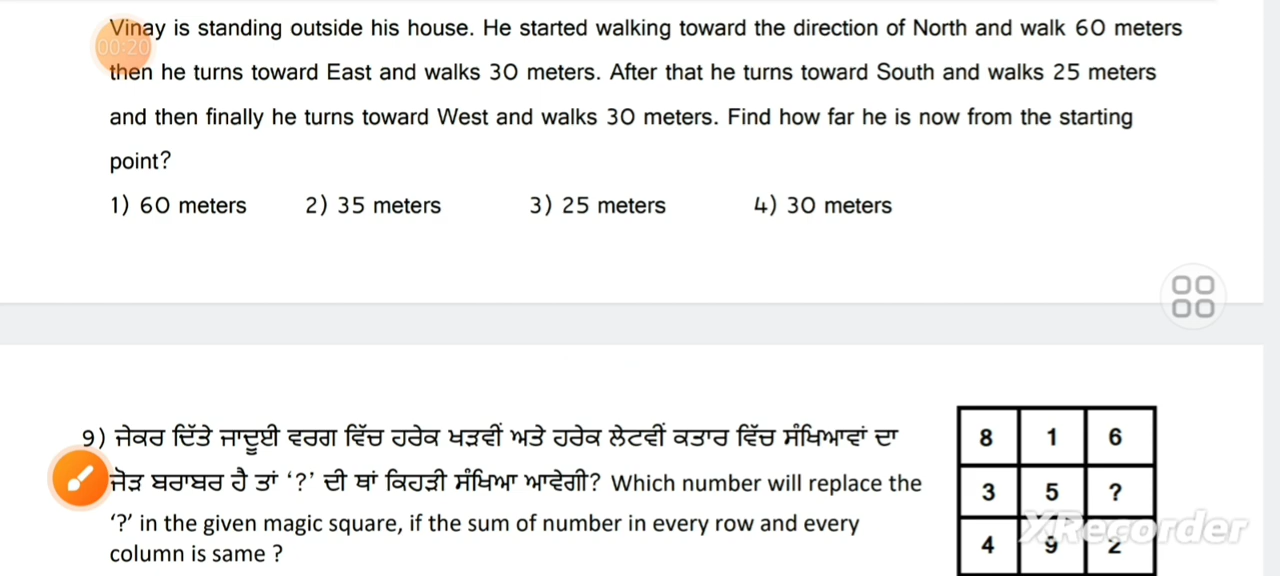 Vinay is standing outside his house. He started walking toward the direction of North and walk 60 meters
00:20
then he turns toward East and walks 30 meters. After that he turns toward South and walks 25 meters
and then finally he turns toward West and walks 30 meters. Find how far he is now from the starting
point?
1) 60 meters 2) 35 meters 3) 25 meters 4) 30 meters
9) ਜੇਕਰ ਦਿੱਤੇ ਜਾਦੂਈ ਵਰਗ ਵਿੱਚ ਹਰੇਕ ਖੜਵੀਂ ਅਤੇ ਹਰੇਕ ਲੇਟਵੀਂ ਕਤਾਰ ਵਿੱਚ ਸੰਖਿਆਵਾਂ ਦਾ
ਜੋੜ ਬਰਾਬਰ ਹੈ ਤਾਂ ‘?’ ਦੀ ਥਾਂ ਕਿਹੜੀ ਸੰਖਿਆ ਆਵੇਗੀ? Which number will replace the
‘?’ in the given magic square, if the sum of number in every row and every
column is same ?
8 1 6
3 5 ?
4 9 2
XRecorder